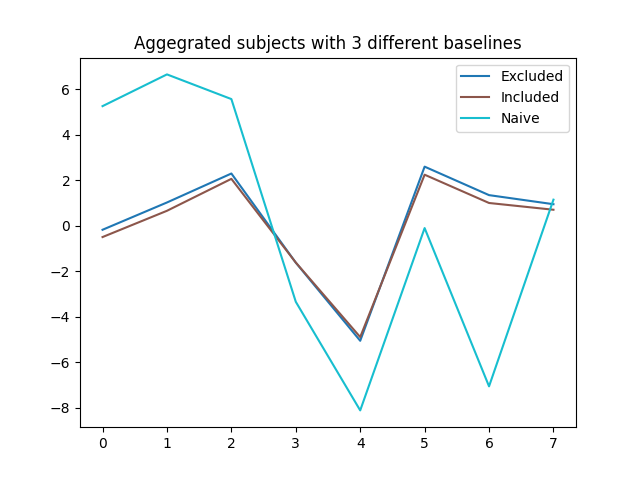 Aggegrated subjects with 3 different baselines
Excluded
Included
Naive
6
4
2
0
−2
−4
−6
−8
0 1 2 3 4 5 6 7